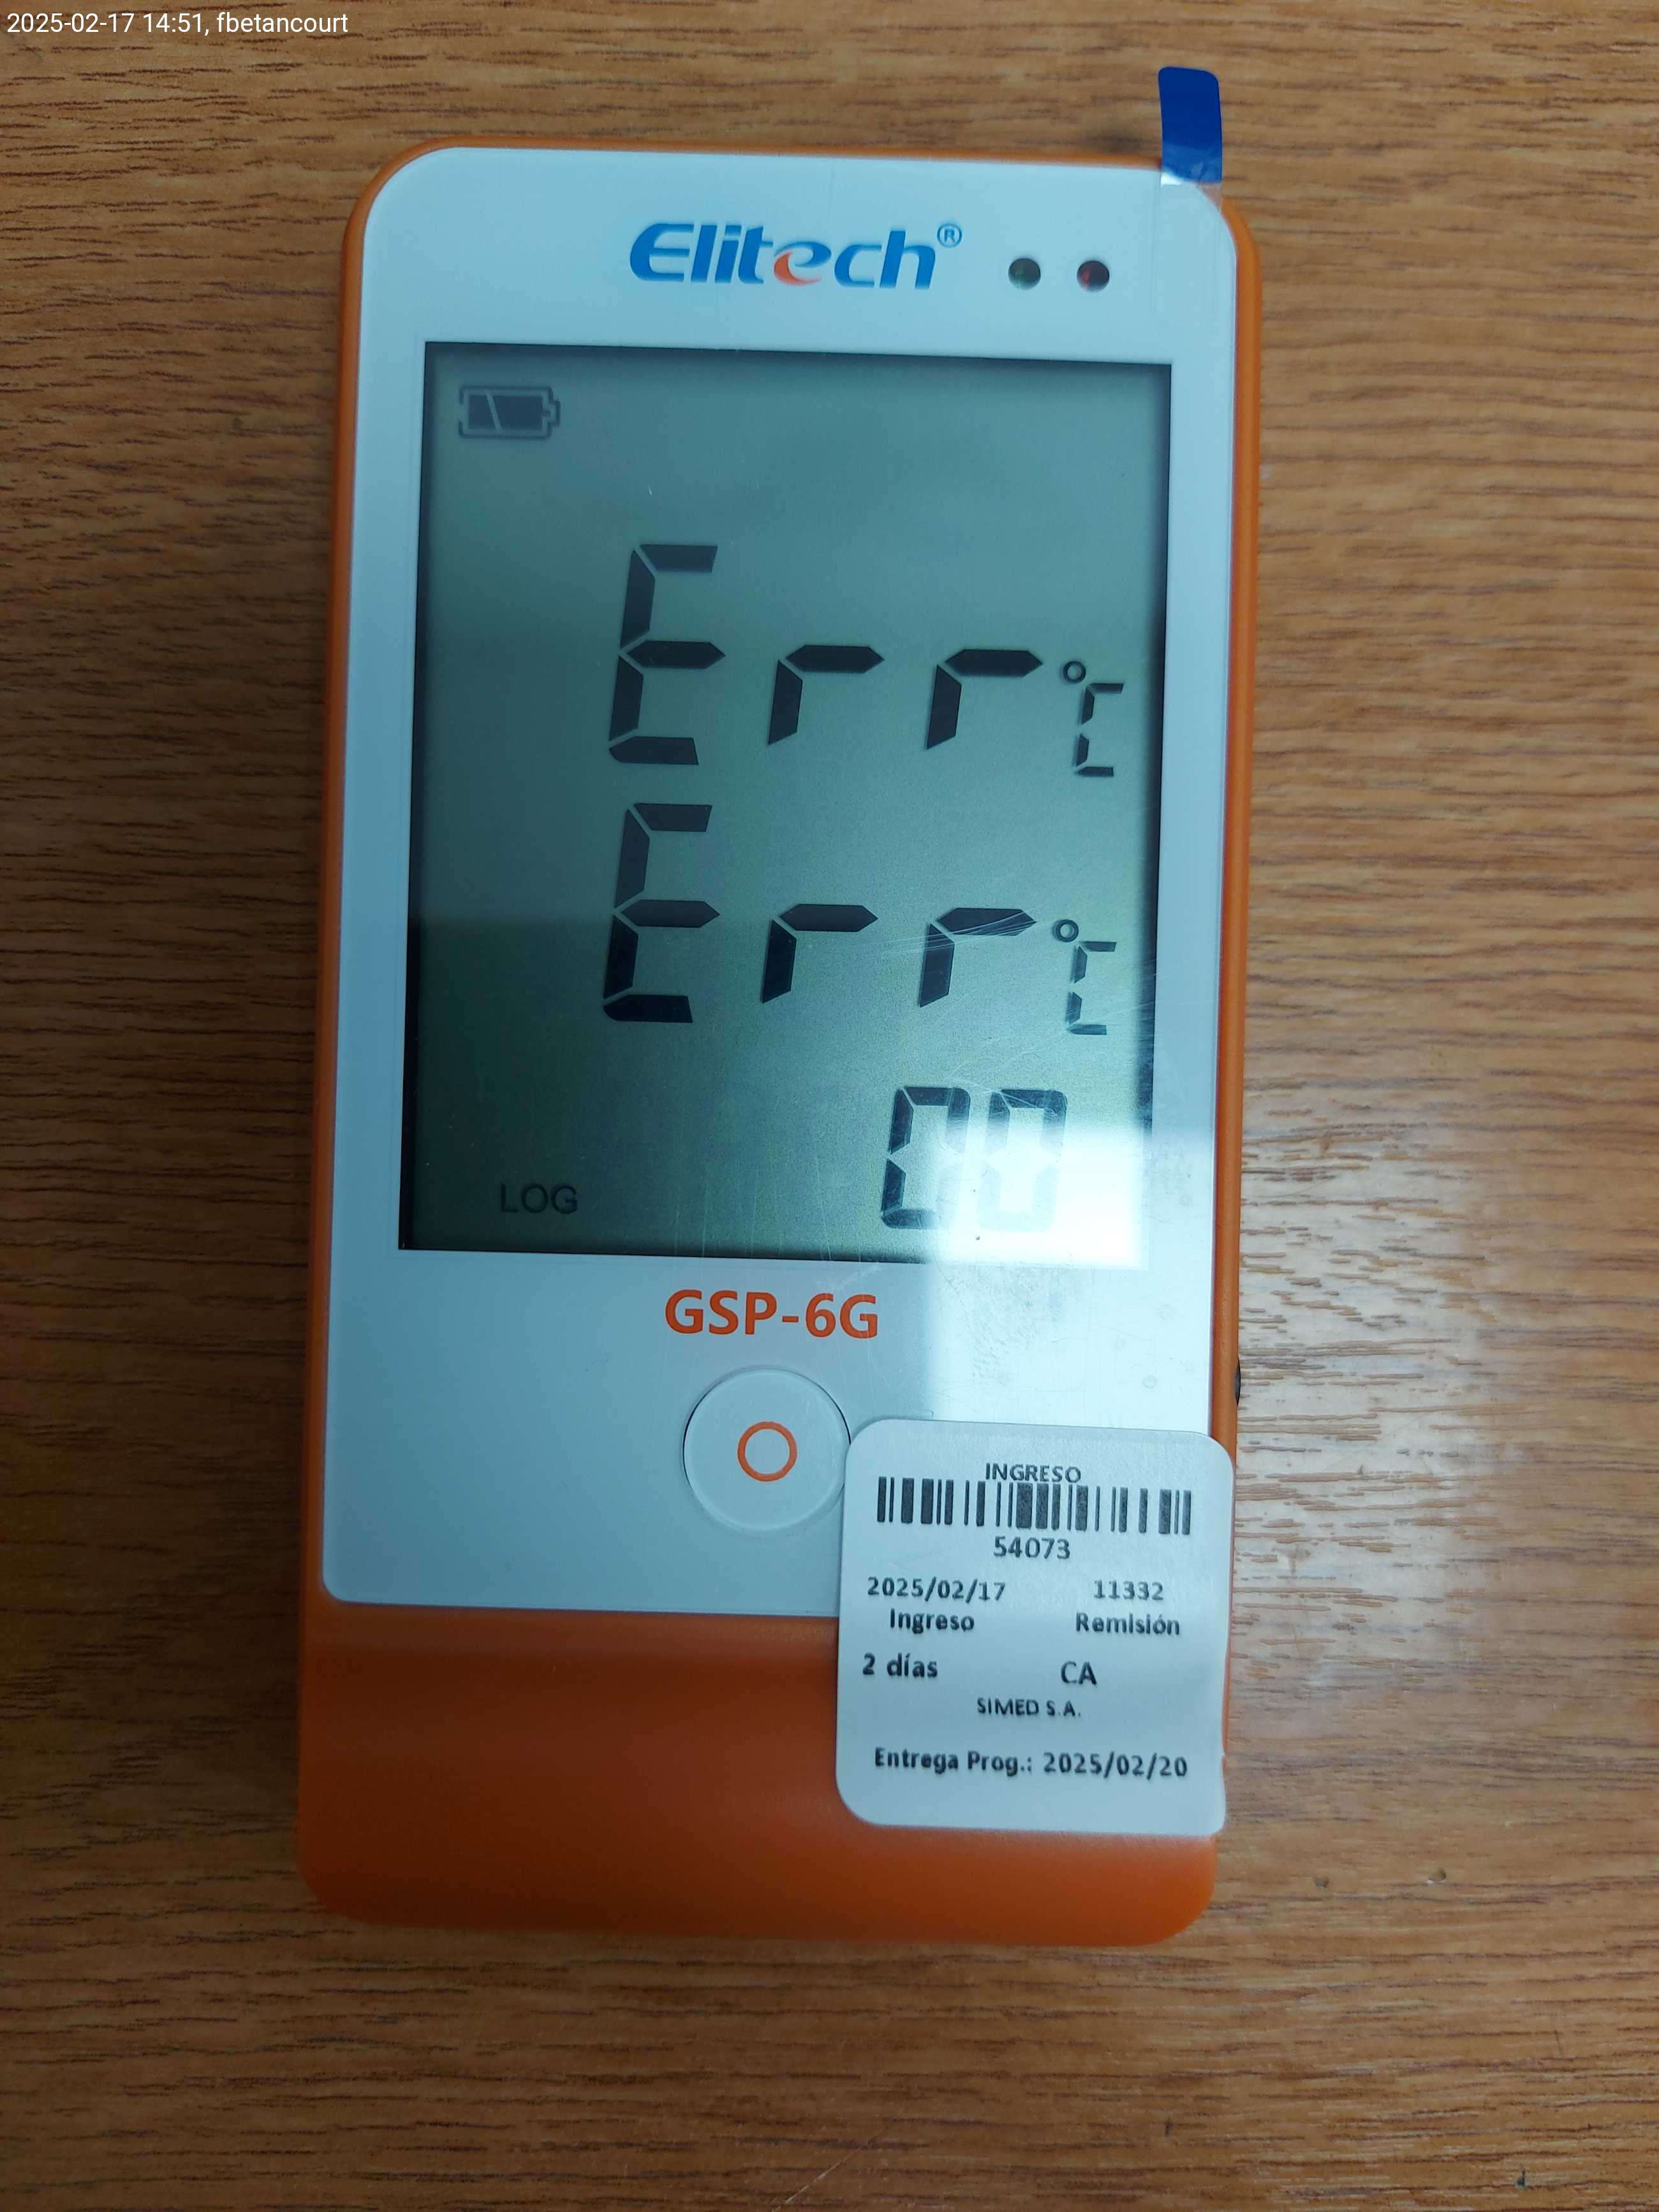 2025-02-17 14:51, fbetancourt
Elitech®
Err°C
Err°C
LOG 00
GSP-6G
INGRESO
54073
2025/02/17 11332
Ingreso Remisión
2 días CA
SIMED S.A.
Entrega Prog.: 2025/02/20